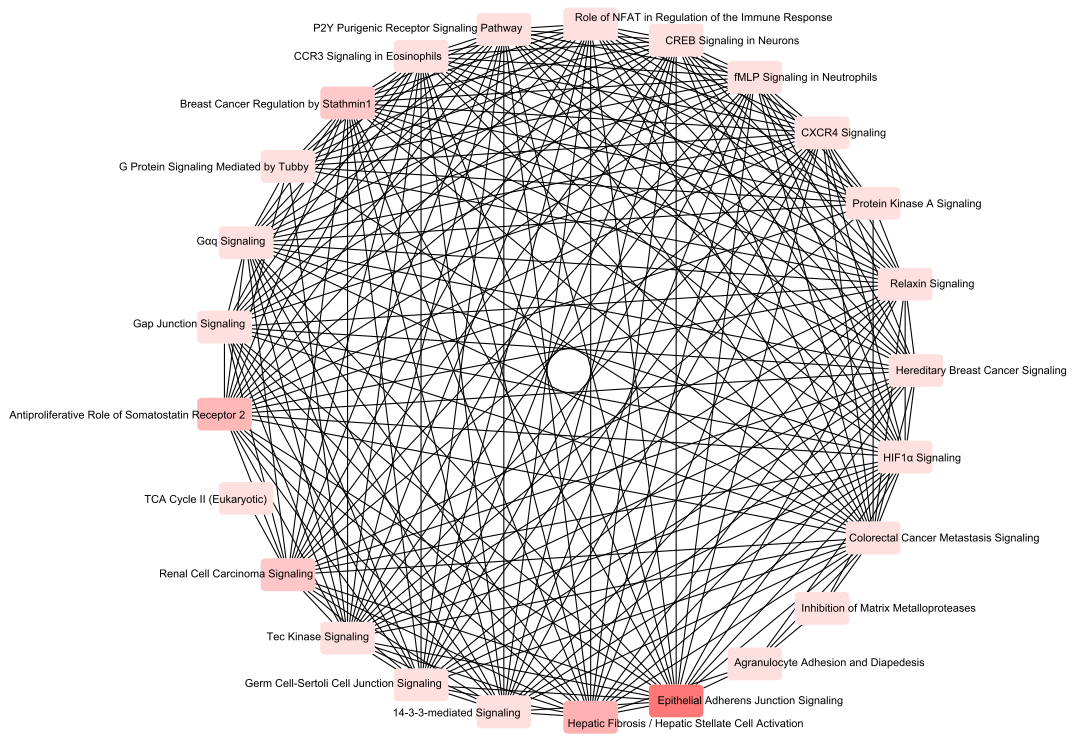 Role of NFAT in Regulation of the Immune Response
P2Y Purigenic Receptor Signaling Pathway
CREB Signaling in Neurons
CCR3 Signaling in Eosinophils
fMLP Signaling in Neutrophils
Breast Cancer Regulation by Stathmin1
CXCR4 Signaling
G Protein Signaling Mediated by Tubby
Protein Kinase A Signaling
Gαq Signaling
Relaxin Signaling
Gap Junction Signaling
Hereditary Breast Cancer Signaling
Antiproliferative Role of Somatostatin Receptor 2
HIF1α Signaling
TCA Cycle II (Eukaryotic)
Colorectal Cancer Metastasis Signaling
Renal Cell Carcinoma Signaling
Inhibition of Matrix Metalloproteases
Tec Kinase Signaling
Agranulocyte Adhesion and Diapedesis
Germ Cell-Sertoli Cell Junction Signaling
Epithelial Adherens Junction Signaling
14-3-3-mediated Signaling
Hepatic Fibrosis / Hepatic Stellate Cell Activation